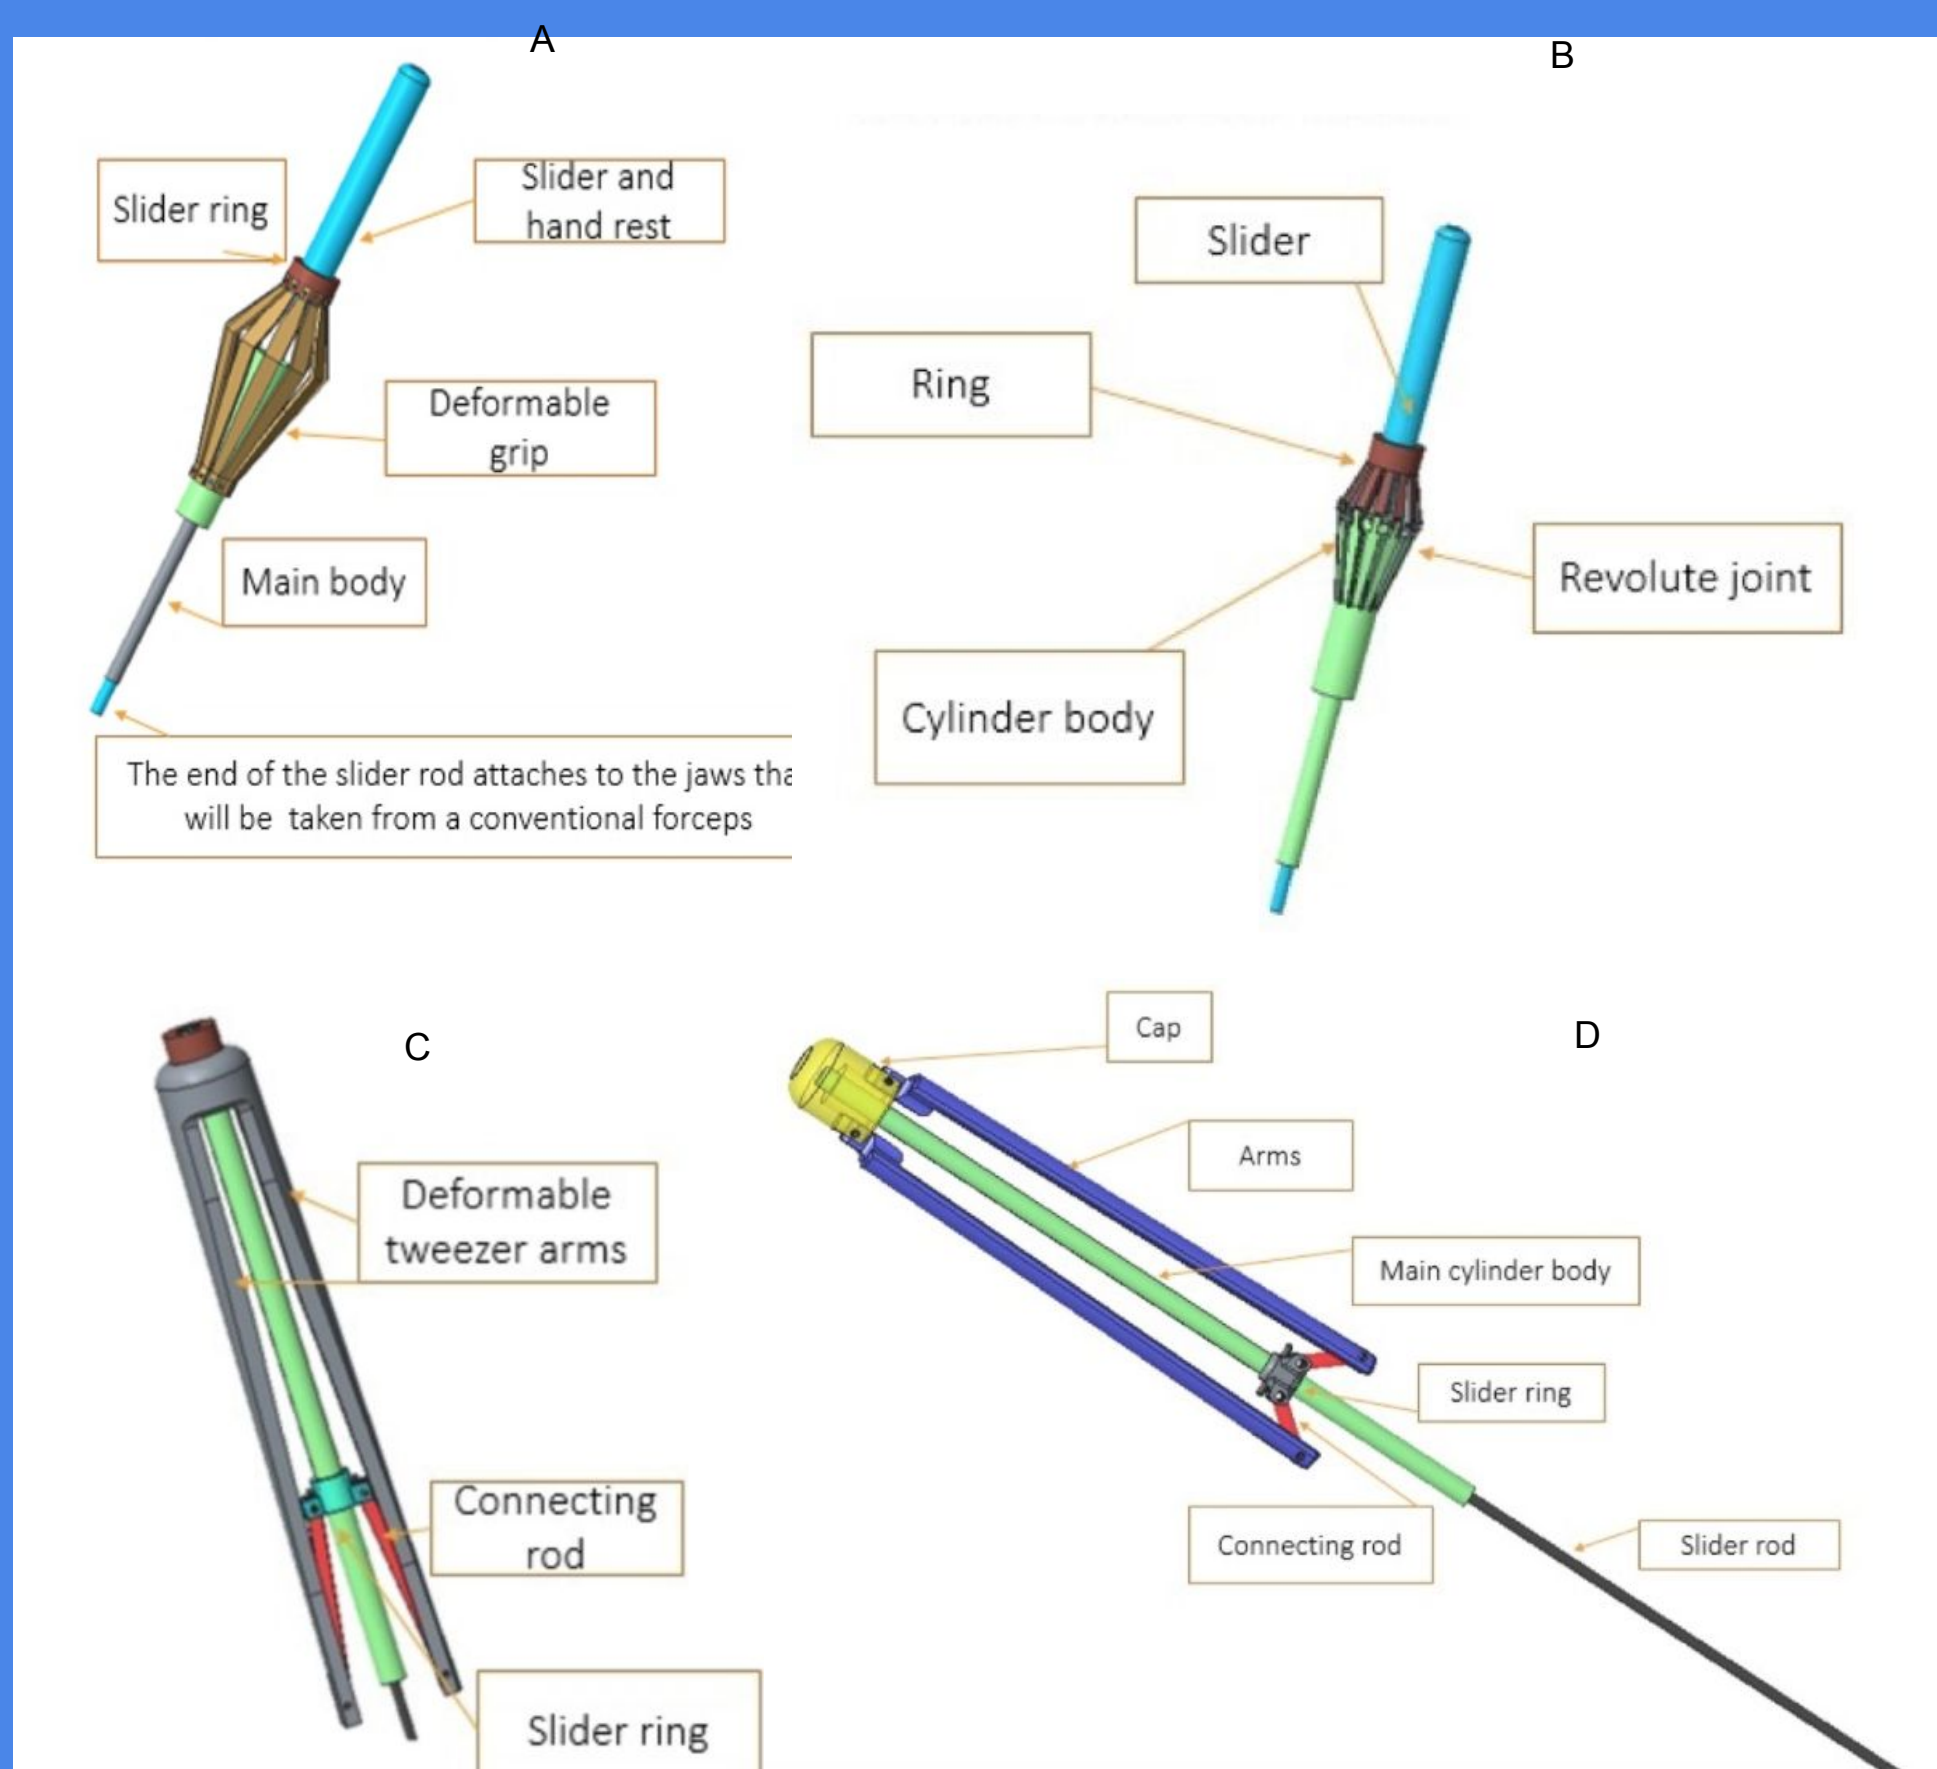 A
B
Slider ring
Slider and
hand rest
Deformable
grip
Main body
The end of the slider rod attaches to the jaws tha
will be taken from a conventional forceps
Slider
Ring
Revolute joint
Cylinder body
C
Deformable
tweezer arms
Connecting
rod
Slider ring
D
Cap
Arms
Main cylinder body
Slider ring
Connecting rod
Slider rod